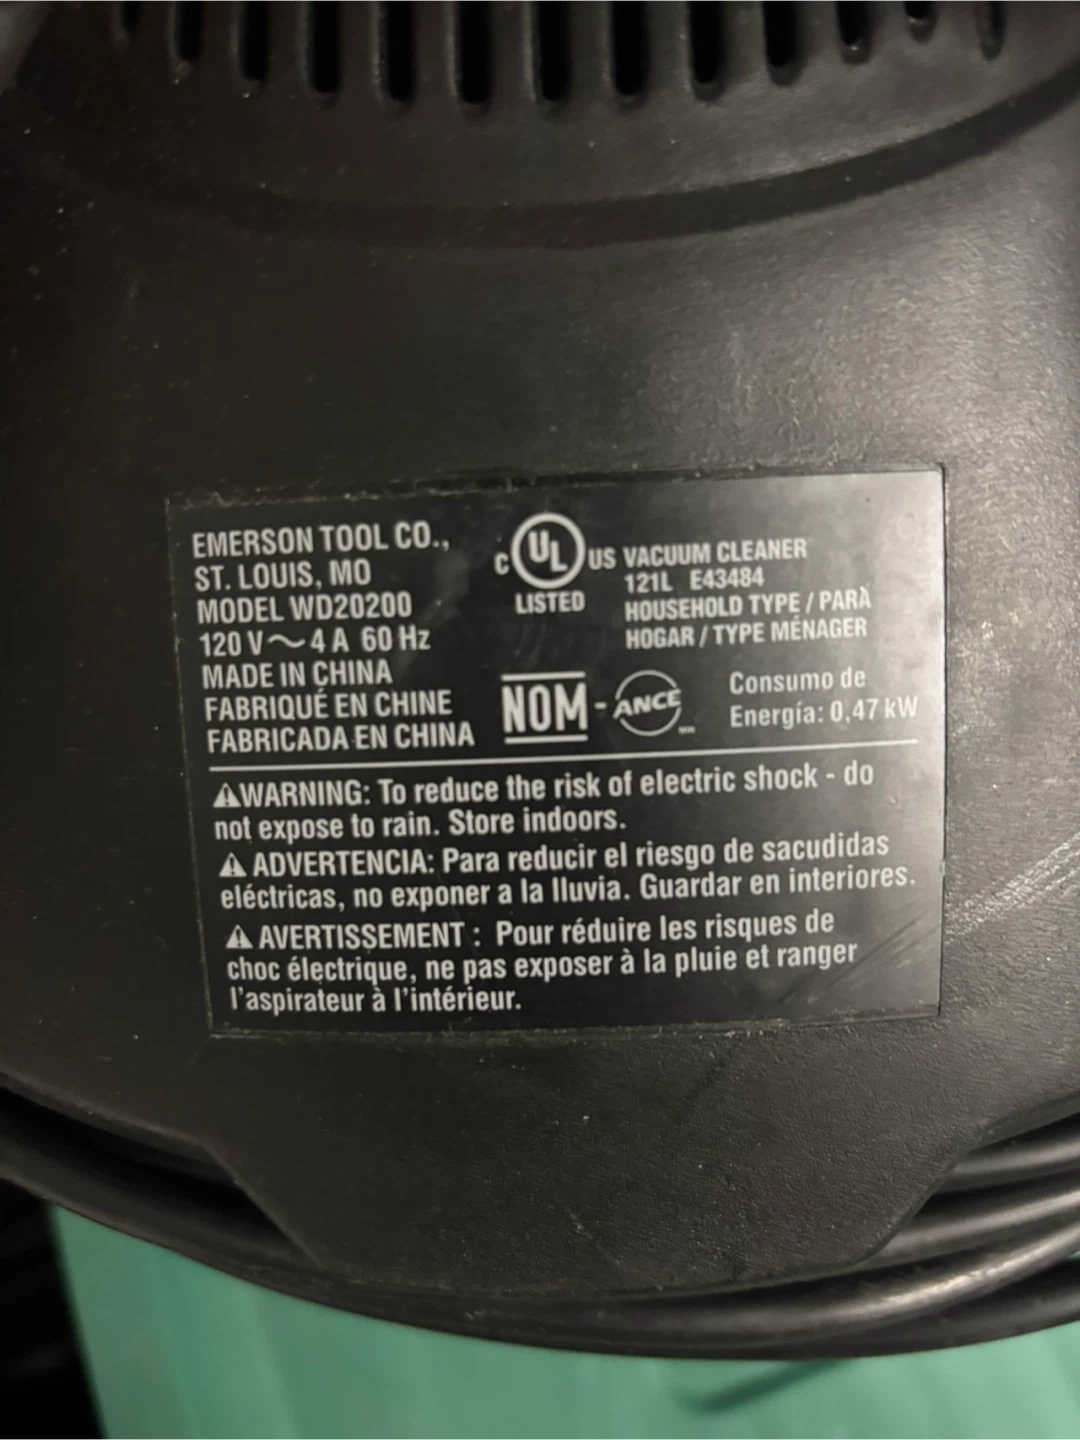 EMERSON TOOL CO.,
ST. LOUIS, MO
MODEL WD20200
120 V ~ 4 A 60 Hz
MADE IN CHINA
FABRIQUÉ EN CHINE
FABRICADA EN CHINA
C UL US
LISTED
VACUUM CLEANER
121L E43484
HOUSEHOLD TYPE / PARA
HOGAR / TYPE MÉNAGER
NOM - ANCE
Consumo de
Energía: 0,47 kW
⚠WARNING: To reduce the risk of electric shock - do
not expose to rain. Store indoors.
⚠ ADVERTENCIA: Para reducir el riesgo de sacudidas
eléctricas, no exponer a la lluvia. Guardar en interiores.
⚠ AVERTISSEMENT : Pour réduire les risques de
choc électrique, ne pas exposer à la pluie et ranger
l'aspirateur à l'intérieur.